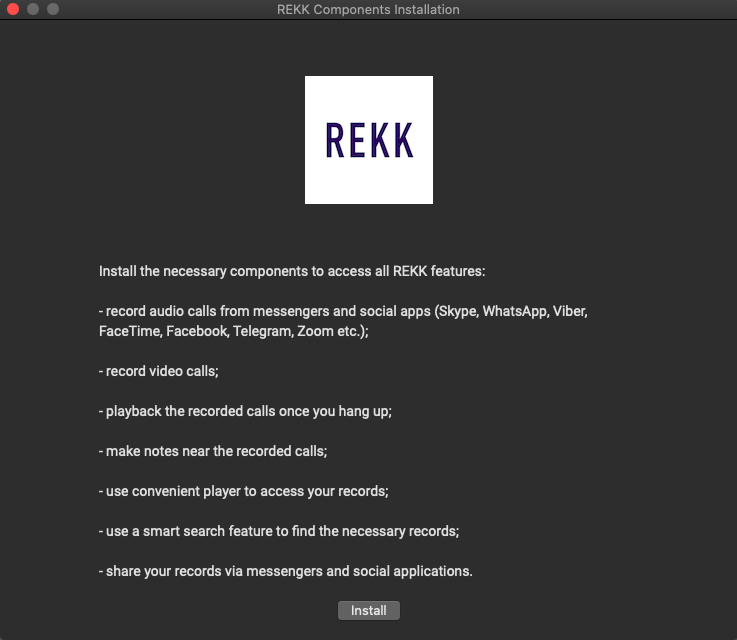 REKK Components Installation
REKK
Install the necessary components to access all REKK features:
- record audio calls from messengers and social apps (Skype, WhatsApp, Viber,
FaceTime, Facebook, Telegram, Zoom etc.);
- record video calls;
- playback the recorded calls once you hang up;
- make notes near the recorded calls;
- use convenient player to access your records;
- use a smart search feature to find the necessary records;
- share your records via messengers and social applications.
Install